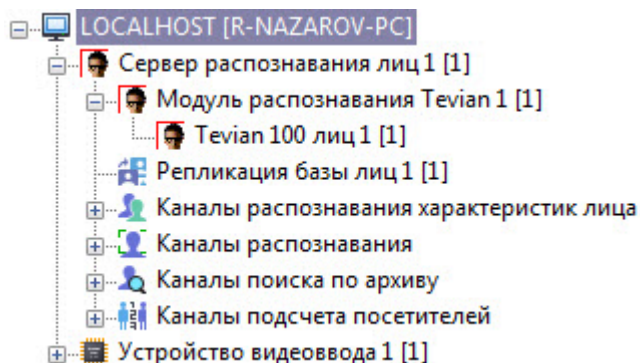 LOCALHOST [R-NAZAROV-PC]
Сервер распознавания лиц 1 [1]
Модуль распознавания Tevian 1 [1]
Tevian 100 лиц 1 [1]
Репликация базы лиц 1 [1]
Каналы распознавания характеристик лица
Каналы распознавания
Каналы поиска по архиву
Каналы подсчета посетителей
Устройство видеоввода 1 [1]